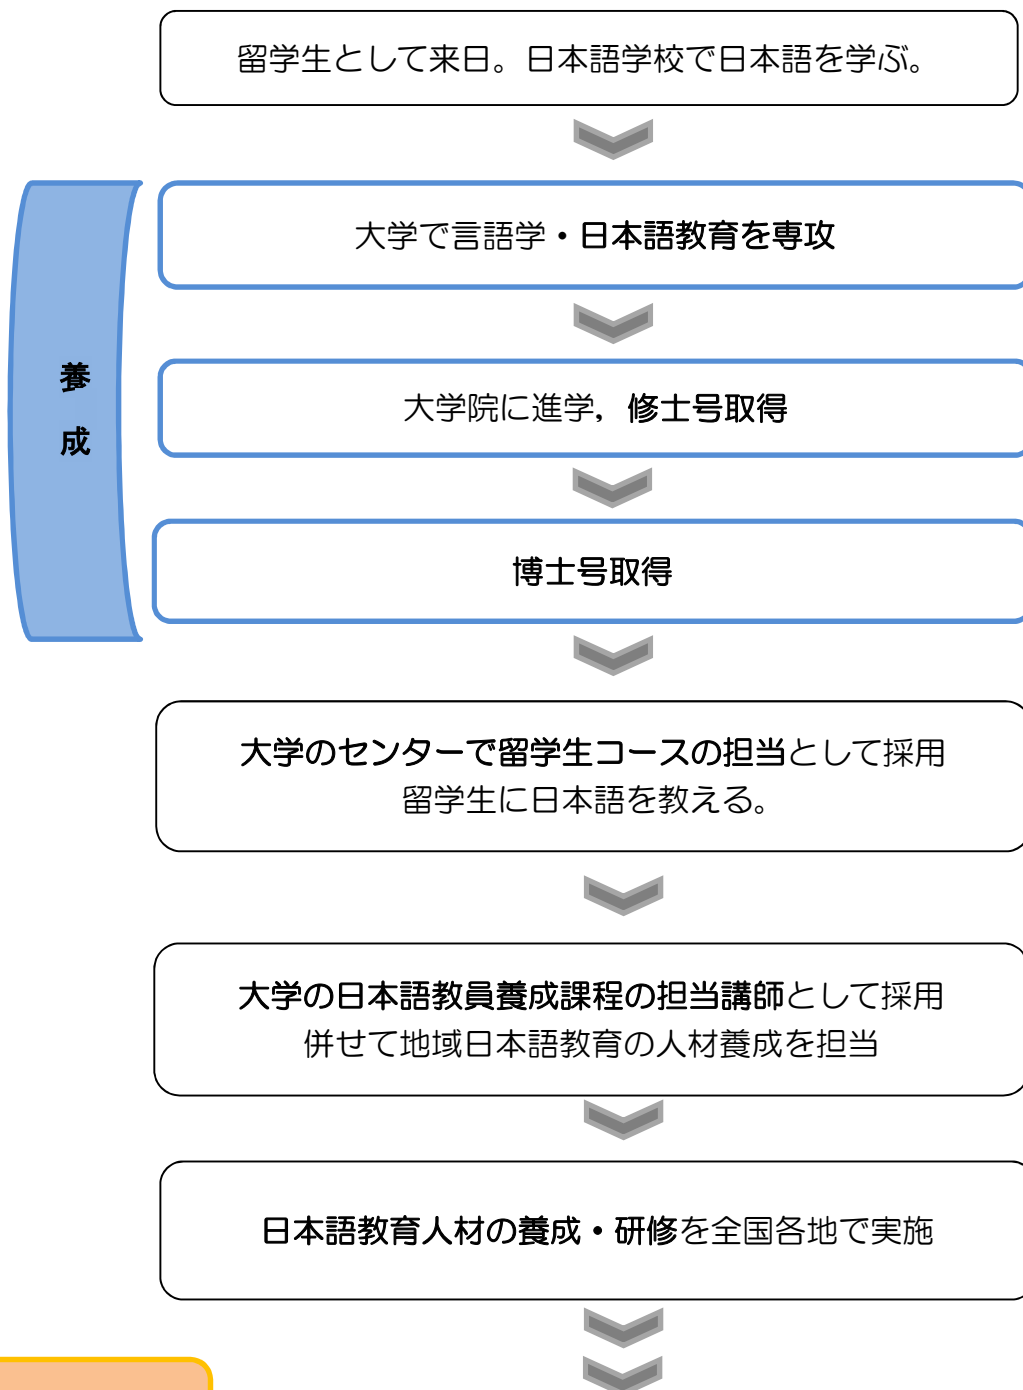 留学生として来日。日本語学校で日本語を学ぶ。
大学で言語学・日本語教育を専攻
養
成
大学院に進学，修士号取得
博士号取得
大学のセンターで留学生コースの担当として採用
留学生に日本語を教える。
大学の日本語教員養成課程の担当講師として採用
併せて地域日本語教育の人材養成を担当
日本語教育人材の養成・研修を全国各地で実施